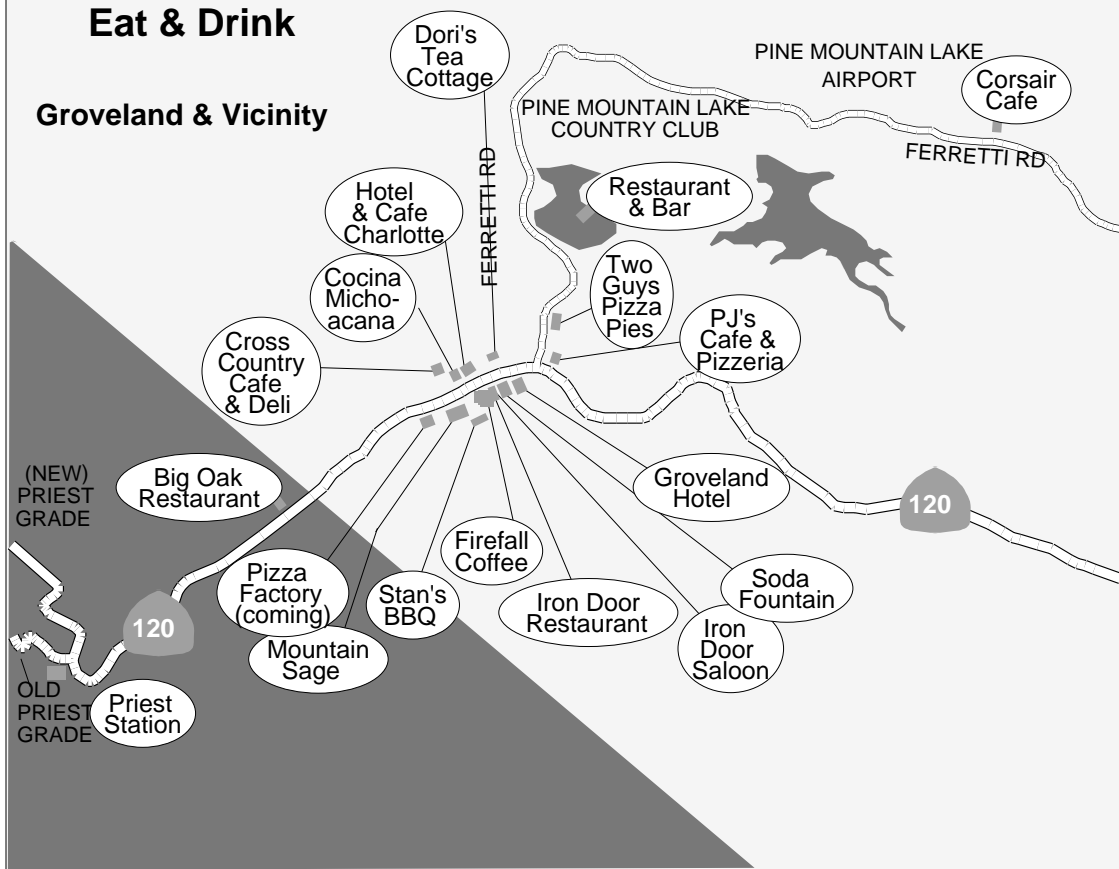 Eat & Drink
Groveland & Vicinity
Dori's
Tea
Cottage
PINE MOUNTAIN LAKE
AIRPORT
Corsair
Cafe
PINE MOUNTAIN LAKE
COUNTRY CLUB
FERRETTI RD
Restaurant
& Bar
Hotel
& Cafe
Charlotte
FERRETTI RD
Cocina
Micho-
acana
Two
Guys
Pizza
Pies
PJ's
Cafe &
Pizzeria
Cross
Country
Cafe
& Deli
(NEW)
PRIEST
GRADE
Big Oak
Restaurant
Groveland
Hotel
120
Firefall
Coffee
Pizza
Factory
(coming)
Stan's
BBQ
Iron Door
Restaurant
Soda
Fountain
120
Mountain
Sage
Iron
Door
Saloon
OLD
PRIEST
GRADE
Priest
Station